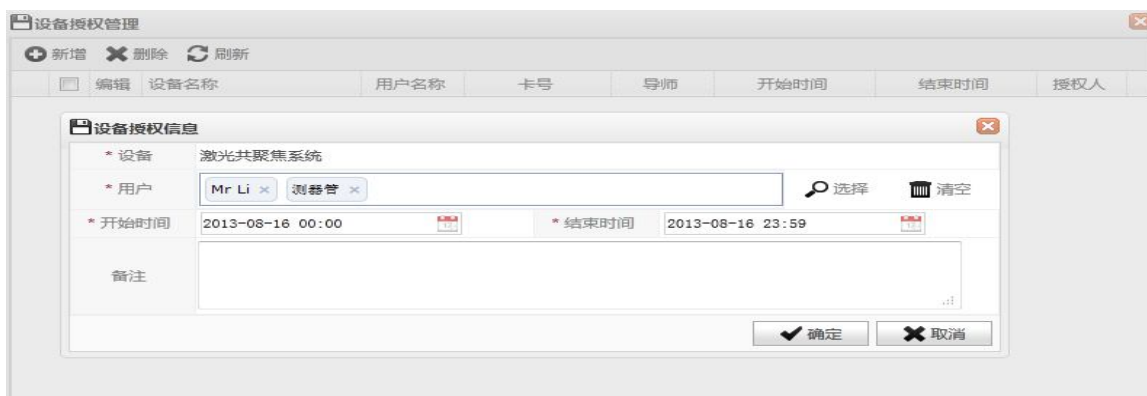 设备授权管理
新增 删除 刷新
编辑 设备名称 用户名称 卡号 导师 开始时间 结束时间 授权人
设备授权信息
* 设备 激光共聚焦系统
* 用户 Mr Li × 测器管 × 选择 清空
* 开始时间 2013-08-16 00:00 * 结束时间 2013-08-16 23:59
备注
确定 取消